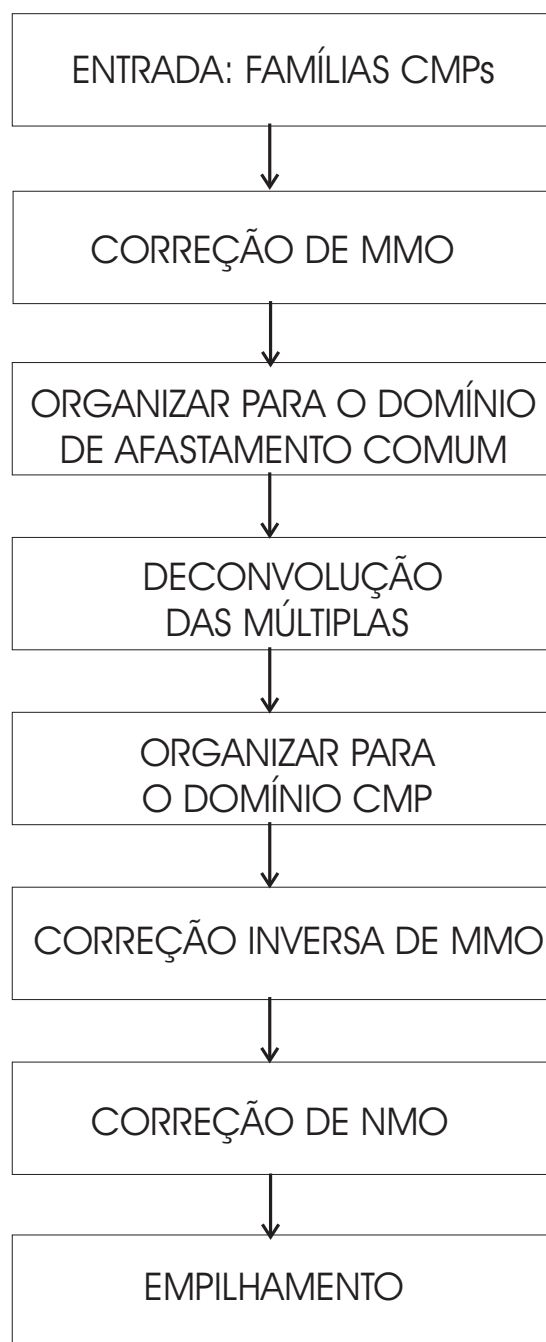 ENTRADA: FAMÍLIAS CMPs
CORREÇÃO DE MMO
ORGANIZAR PARA O DOMÍNIO
DE AFASTAMENTO COMUM
DECONVOLUÇÃO
DAS MÚLTIPLAS
ORGANIZAR PARA
O DOMÍNIO CMP
CORREÇÃO INVERSA DE MMO
CORREÇÃO DE NMO
EMPILHAMENTO